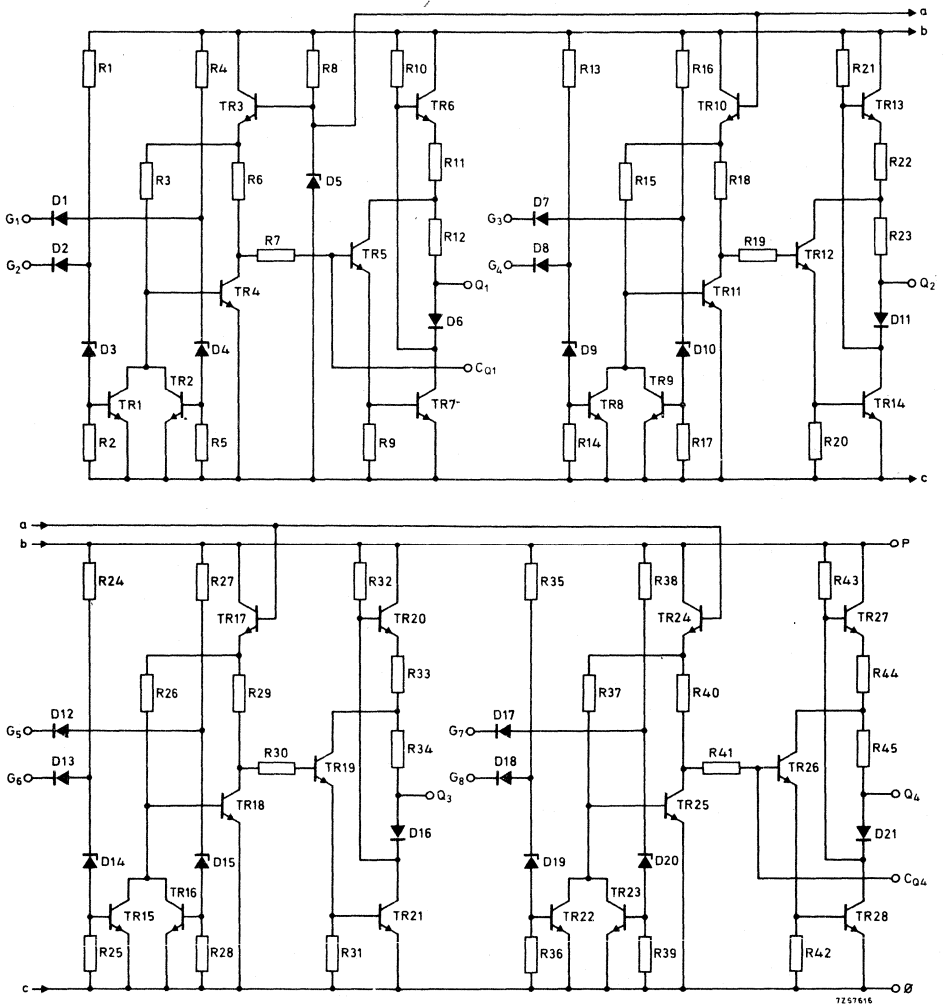 a
b
R1 R4 R8 R10 R13 R16 R21
TR3 TR6 TR10 TR13
R3 R6 D5 R11 R15 R18 R22
G1 D1 G3 D7
G2 D2 R7 TR5 R12 G4 D8 R19 TR12 R23
TR4 Q1 TR11 Q2
D6 D11
D3 D4 CQ1 D9 D10
TR1 TR2 TR7 TR8 TR9 TR14
R2 R5 R9 R14 R17 R20
c
a
b P
R24 R27 R32 R35 R38 R43
TR17 TR20 TR24 TR27
R26 R29 R33 R37 R40 R44
G5 D12 G7 D17
G6 D13 R30 TR19 R34 G8 D18 R41 TR26 R45
TR18 Q3 TR25 Q4
D16 D21
D14 D15 D19 D20 CQ4
TR15 TR16 TR21 TR22 TR23 TR28
R25 R28 R31 R36 R39 R42
c Ø
7Z57616